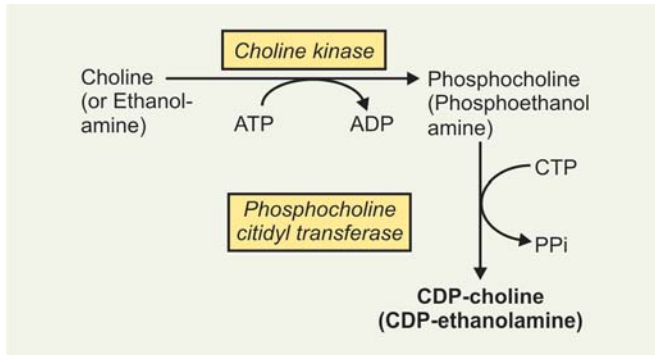 Choline kinase
Choline
(or Ethanol-
amine)
Phosphocholine
(Phosphoethanol
amine)
ATP
ADP
CTP
Phosphocholine
citidyl transferase
PPi
CDP-choline
(CDP-ethanolamine)